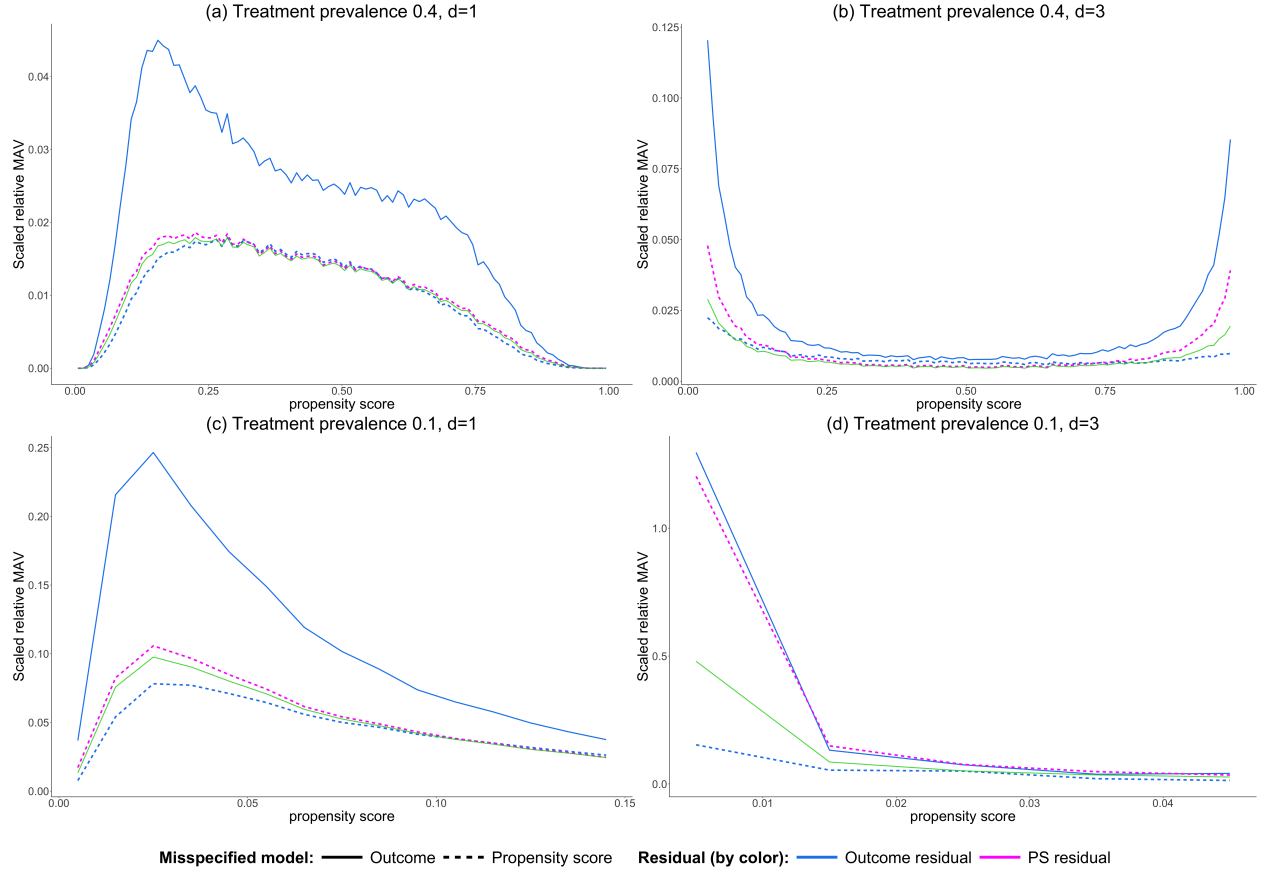 (a) Treatment prevalence 0.4, d=1
Scaled relative MAV
0.04
0.03
0.02
0.01
0.00
0.00 0.25 0.50 0.75 1.00
propensity score
(b) Treatment prevalence 0.4, d=3
Scaled relative MAV
0.125
0.100
0.075
0.050
0.025
0.000
0.00 0.25 0.50 0.75 1.00
propensity score
(c) Treatment prevalence 0.1, d=1
Scaled relative MAV
0.25
0.20
0.15
0.10
0.05
0.00
0.00 0.05 0.10 0.15
propensity score
(d) Treatment prevalence 0.1, d=3
Scaled relative MAV
1.0
0.5
0.0
0.01 0.02 0.03 0.04
propensity score
Misspecified model: Outcome Propensity score Residual (by color): Outcome residual PS residual